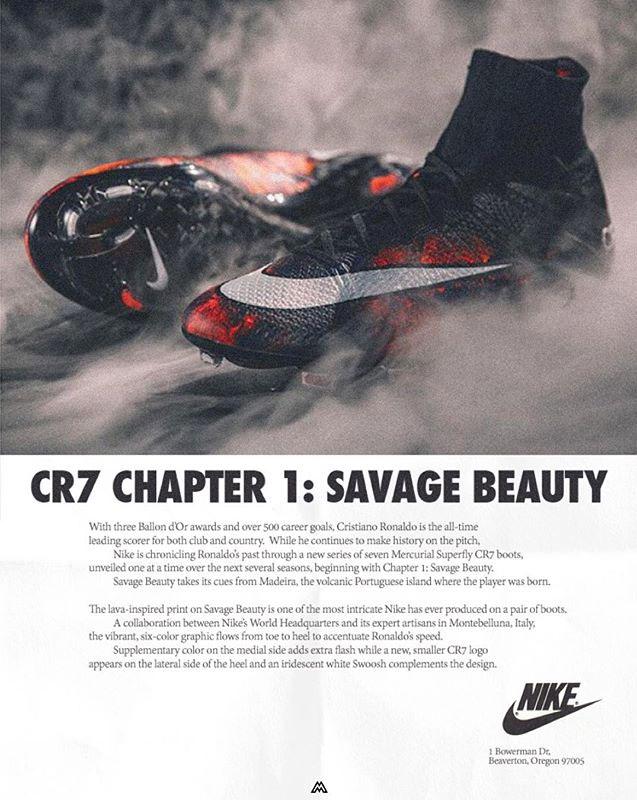 CR7 CHAPTER 1: SAVAGE BEAUTY
With three Ballon d'Or awards and over 500 career goals, Cristiano Ronaldo is the all-time
leading scorer for both club and country. While he continues to make history on the pitch,
Nike is chronicling Ronaldo's past through a new series of seven Mercurial Superfly CR7 boots,
unveiled one at a time over the next several seasons, beginning with Chapter 1: Savage Beauty.
Savage Beauty takes its cues from Madeira, the volcanic Portuguese island where the player was born.
The lava-inspired print on Savage Beauty is one of the most intricate Nike has ever produced on a pair of boots.
A collaboration between Nike's World Headquarters and its expert artisans in Montebelluna, Italy,
the vibrant, six-color graphic flows from toe to heel to accentuate Ronaldo's speed.
Supplementary color on the medial side adds extra flash while a new, smaller CR7 logo
appears on the lateral side of the heel and an iridescent white Swoosh complements the design.
NIKE
1 Bowerman Dr,
Beaverton, Oregon 97005